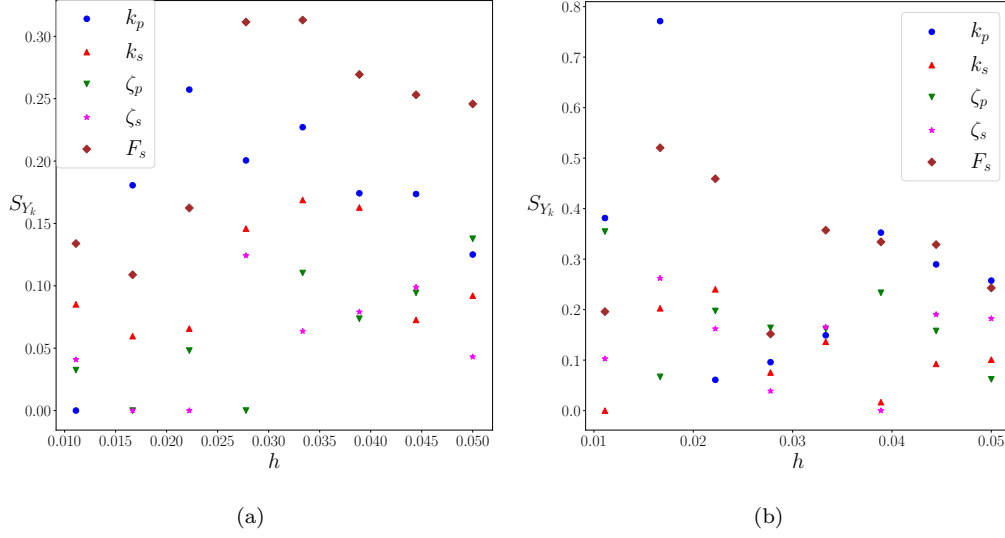 k_p
k_s
ζ_p
ζ_s
F_s
0.30
0.25
0.20
0.15
0.10
0.05
0.00
S_{Y_k}
0.010 0.015 0.020 0.025 0.030 0.035 0.040 0.045 0.050
h
(a)
k_p
k_s
ζ_p
ζ_s
F_s
0.8
0.7
0.6
0.5
0.4
0.3
0.2
0.1
0.0
S_{Y_k}
0.01 0.02 0.03 0.04 0.05
h
(b)